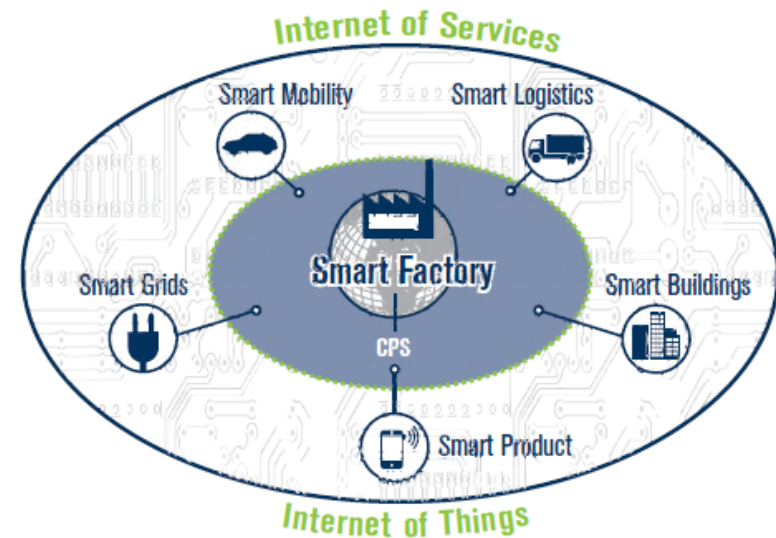 Internet of Services
Smart Mobility
Smart Logistics
Smart Factory
Smart Grids
Smart Buildings
CPS
Smart Product
Internet of Things